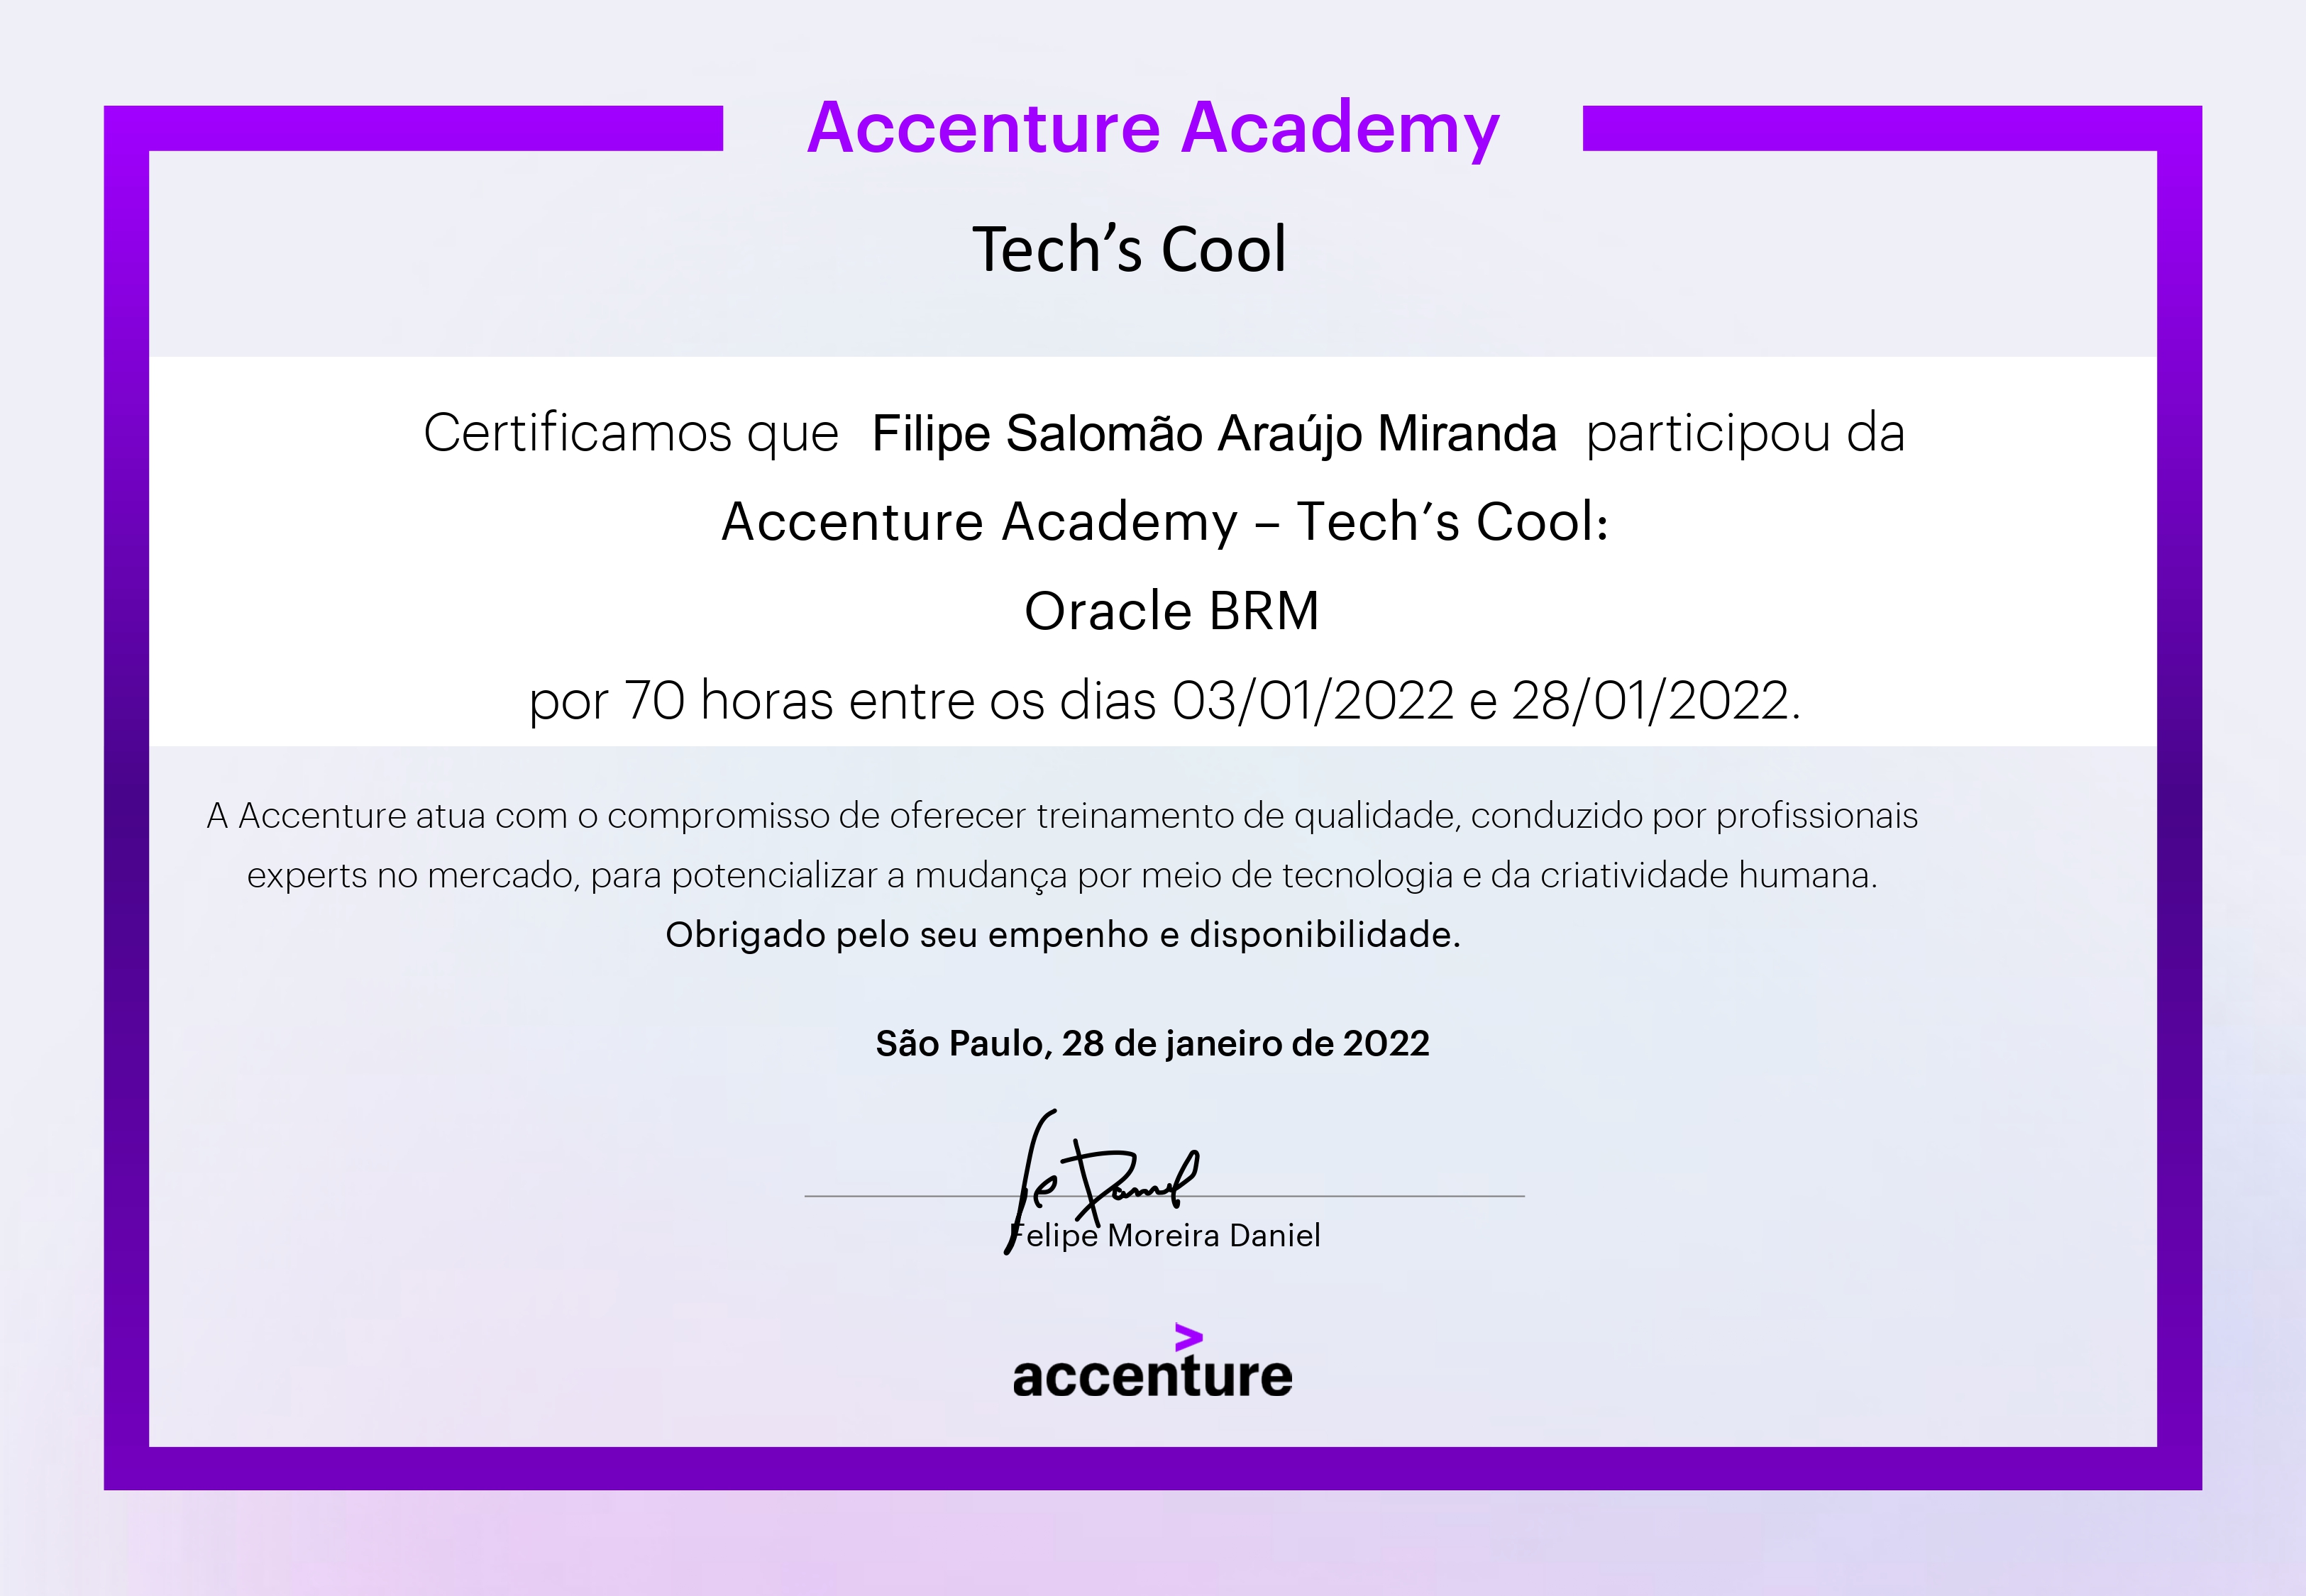 Accenture Academy
Tech’s Cool
Certificamos que Filipe Salomão Araújo Miranda participou da
Accenture Academy – Tech’s Cool:
Oracle BRM
por 70 horas entre os dias 03/01/2022 e 28/01/2022.
A Accenture atua com o compromisso de oferecer treinamento de qualidade, conduzido por profissionais
experts no mercado, para potencializar a mudança por meio de tecnologia e da criatividade humana.
Obrigado pelo seu empenho e disponibilidade.
São Paulo, 28 de janeiro de 2022
Felipe Moreira Daniel
accenture